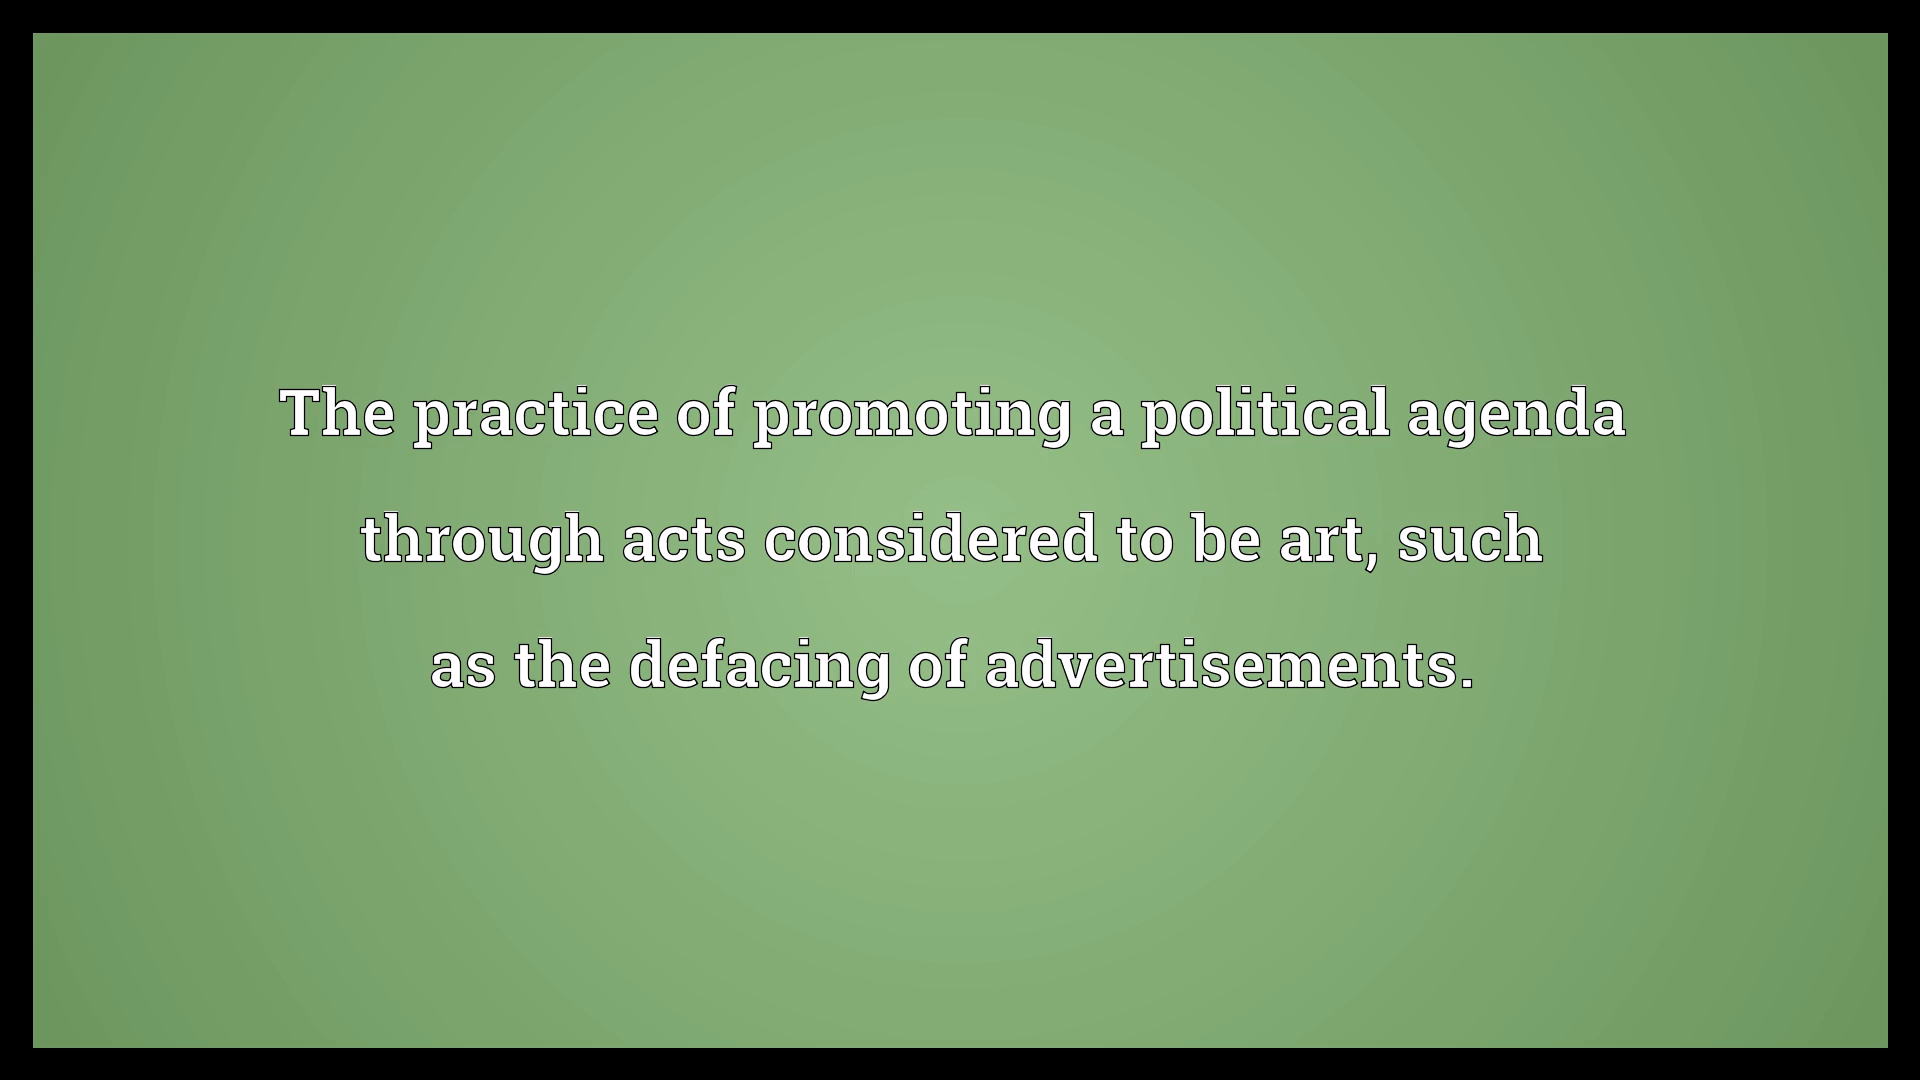 The practice of promoting a political agenda
through acts considered to be art, such
as the defacing of advertisements.